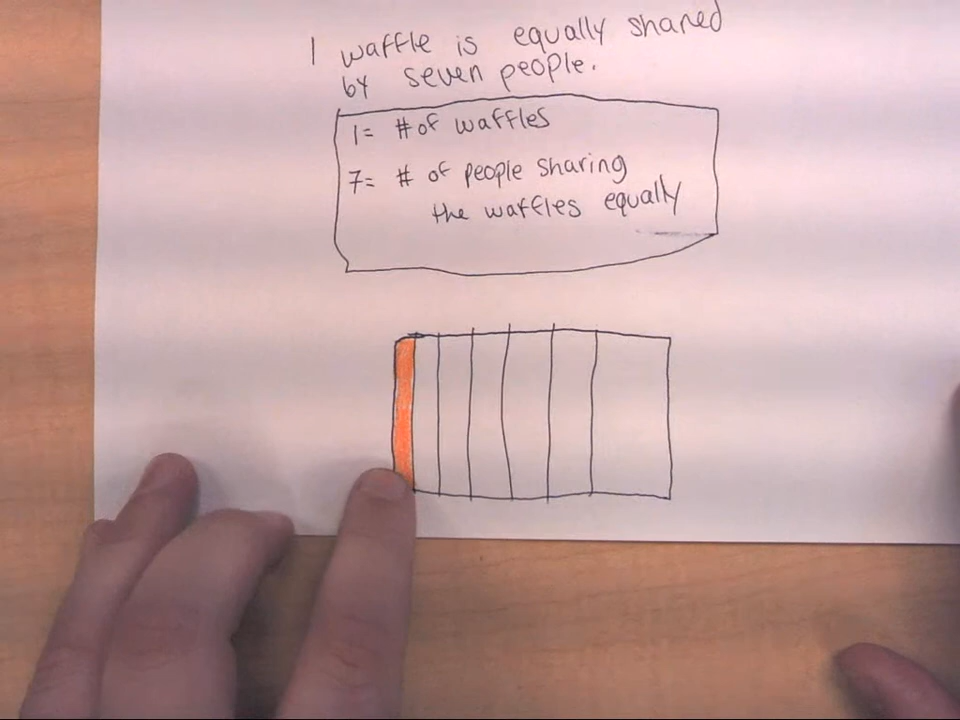 1 waffle is equally shared
by seven people.
1= # of waffles
7= # of people sharing
the waffles equally